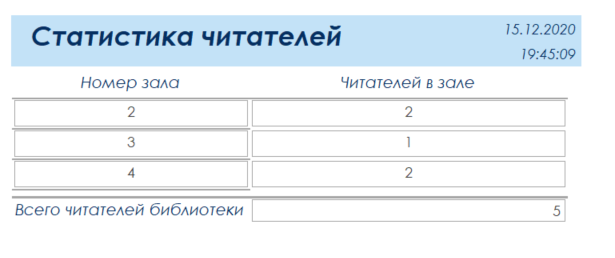 Статистика читателей 15.12.2020
19:45:09
Номер зала Читателей в зале
2 2
3 1
4 2
Всего читателей библиотеки 5